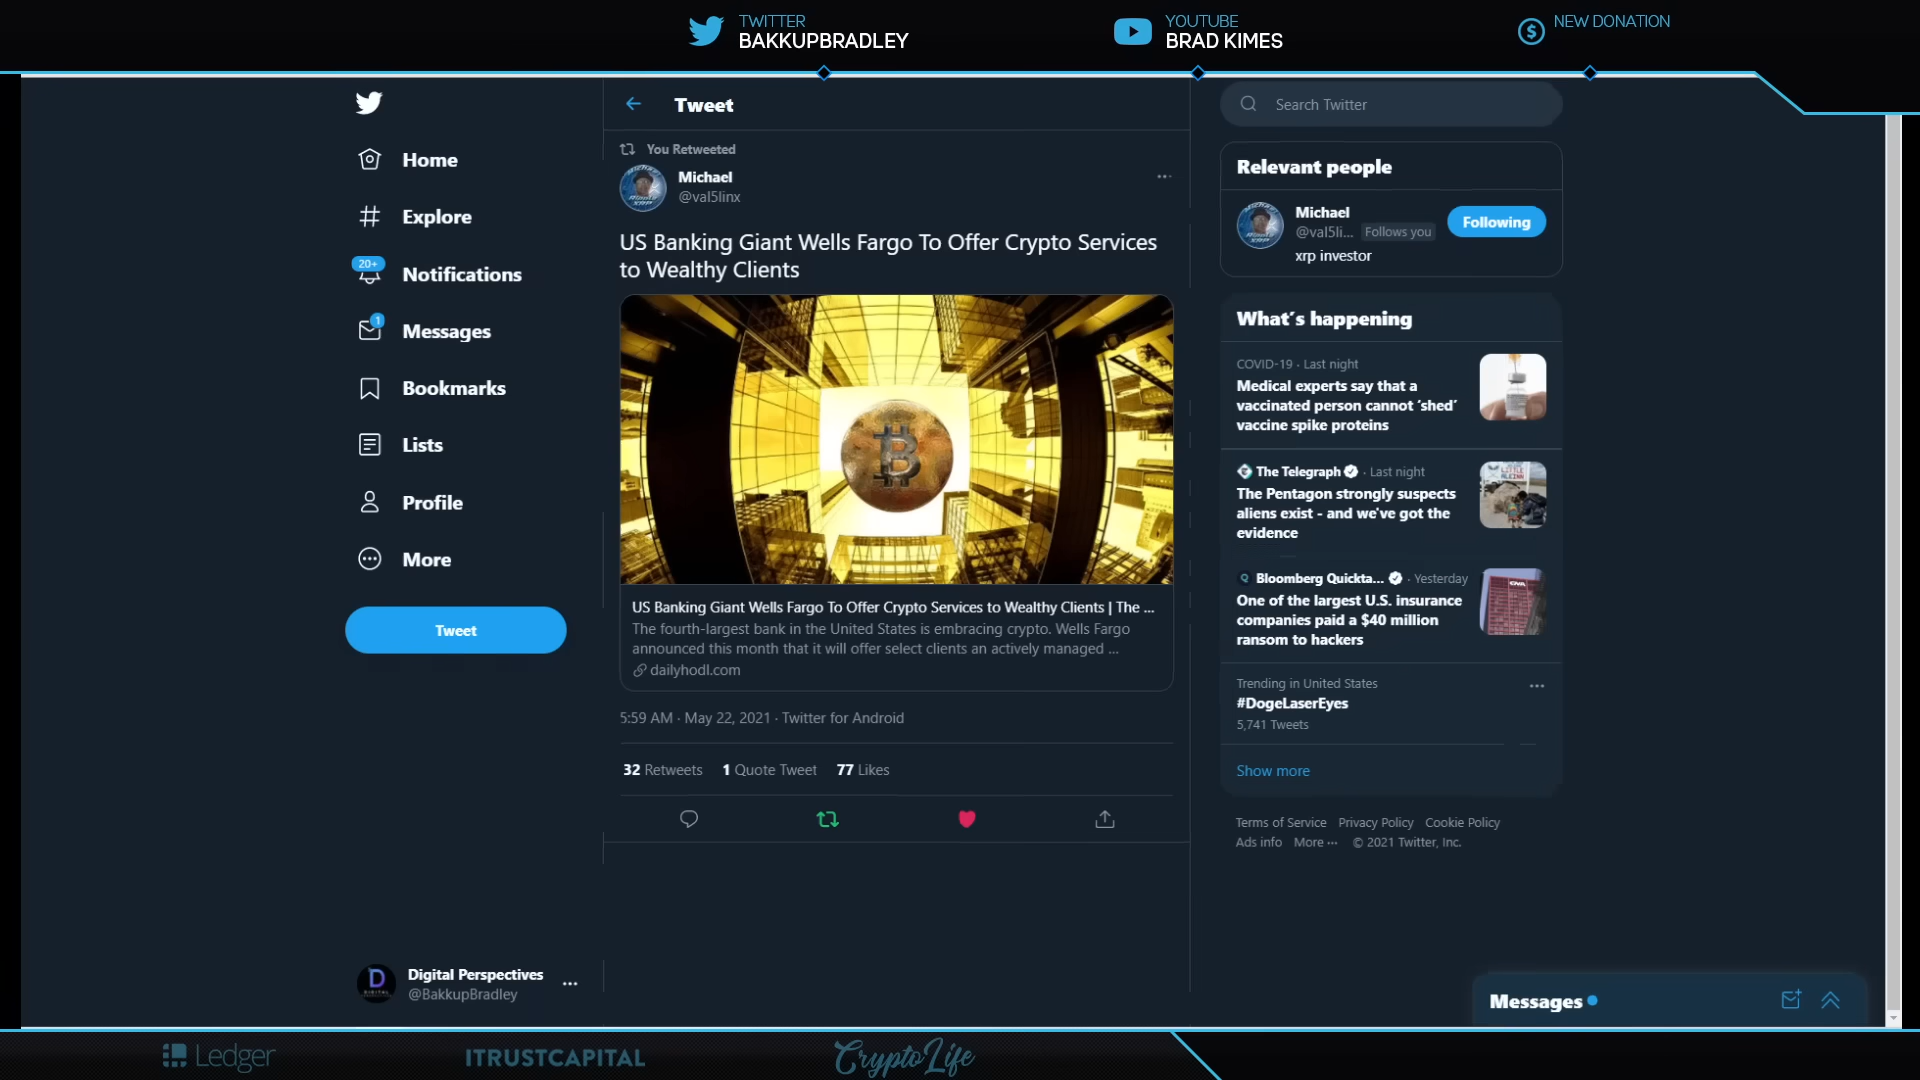 TWITTER
BAKKUPBRADLEY
YOUTUBE
BRAD KIMES
NEW DONATION
Home
Explore
20+
Notifications
1
Messages
Bookmarks
Lists
Profile
More
Tweet
Digital Perspectives
@BakkupBradley
Tweet
You Retweeted
Michael
@val5linx
US Banking Giant Wells Fargo To Offer Crypto Services
to Wealthy Clients
US Banking Giant Wells Fargo To Offer Crypto Services to Wealthy Clients | The ...
The fourth-largest bank in the United States is embracing crypto. Wells Fargo
announced this month that it will offer select clients an actively managed ...
dailyhodl.com
5:59 AM · May 22, 2021 · Twitter for Android
32 Retweets 1 Quote Tweet 77 Likes
Search Twitter
Relevant people
Michael
@val5li... Follows you
Following
xrp investor
What's happening
COVID-19 · Last night
Medical experts say that a
vaccinated person cannot 'shed'
vaccine spike proteins
The Telegraph · Last night
The Pentagon strongly suspects
aliens exist - and we've got the
evidence
Bloomberg Quickta... · Yesterday
One of the largest U.S. insurance
companies paid a $40 million
ransom to hackers
Trending in United States
#DogeLaserEyes
5,741 Tweets
Show more
Terms of Service Privacy Policy Cookie Policy
Ads info More ··· © 2021 Twitter, Inc.
Messages
Ledger
ITRUSTCAPITAL
CryptoLife